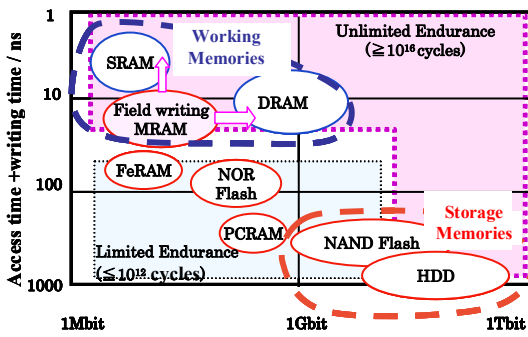 Access time +writing time / ns
1
10
100
1000
1Mbit
1Gbit
1Tbit
Working
Memories
Unlimited Endurance
(≧10¹⁶ cycles)
SRAM
Field writing
MRAM
DRAM
FeRAM
NOR
Flash
PCRAM
Storage
Memories
NAND Flash
HDD
Limited Endurance
(≦10¹² cycles)